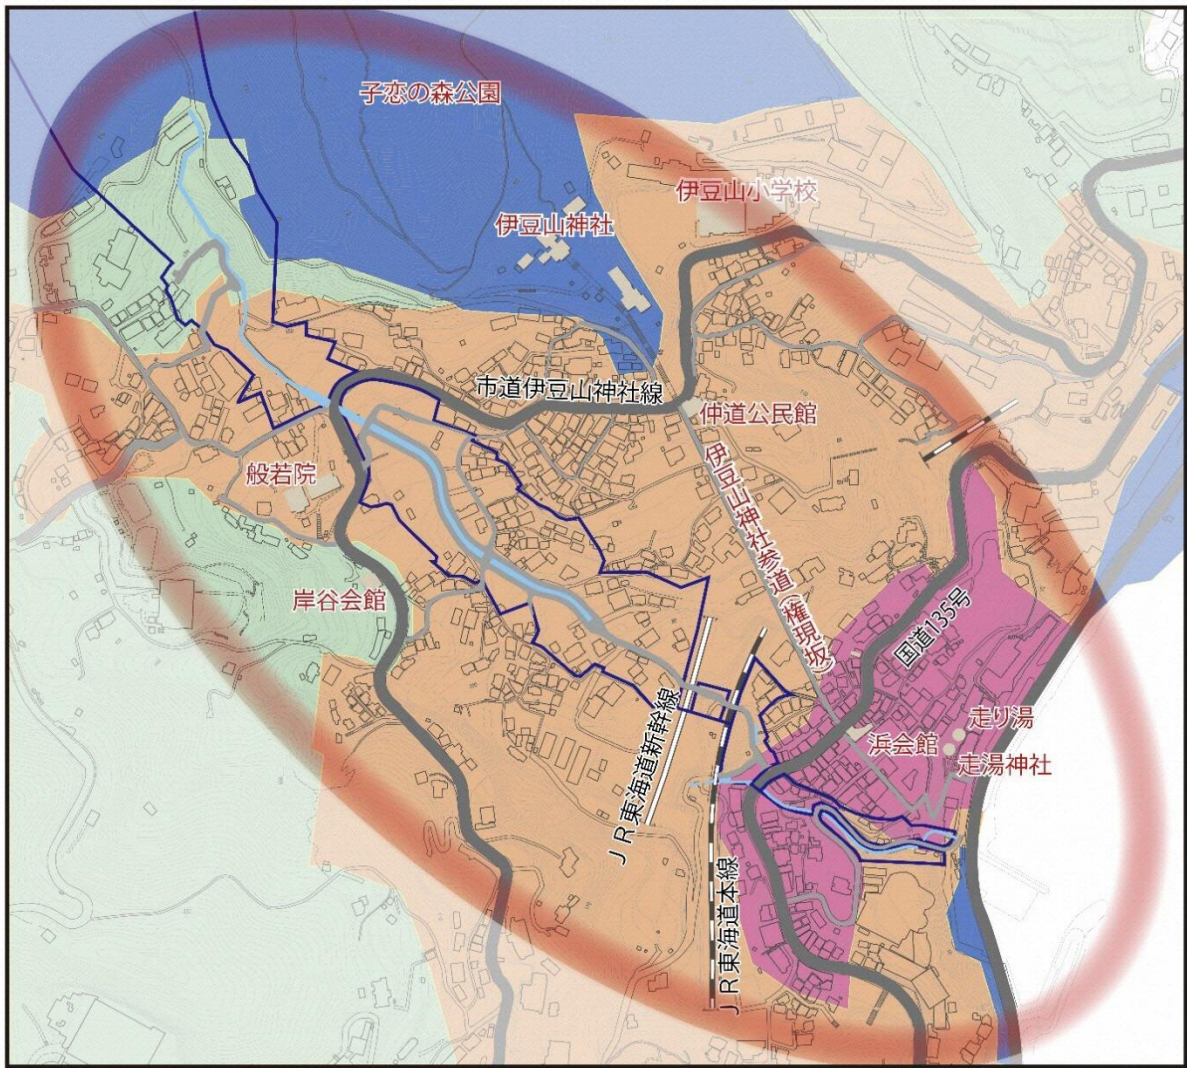 子恋の森公園
伊豆山小学校
伊豆山神社
市道伊豆山神社線
仲道公民館
般若院
伊豆山神社参道(権現坂)
岸谷会館
国道135号
走り湯
浜会館
走湯神社
JR東海道新幹線
JR東海道本線